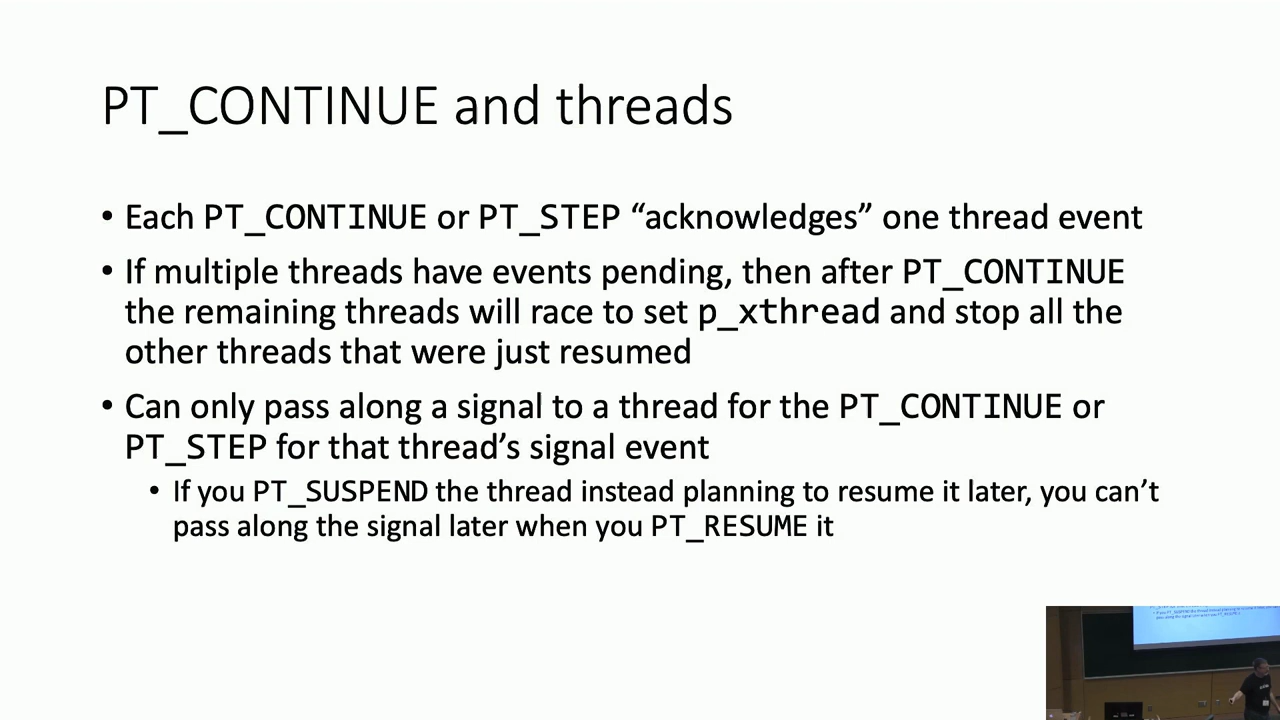 PT_CONTINUE and threads
• Each PT_CONTINUE or PT_STEP “acknowledges” one thread event
• If multiple threads have events pending, then after PT_CONTINUE
the remaining threads will race to set p_xthread and stop all the
other threads that were just resumed
• Can only pass along a signal to a thread for the PT_CONTINUE or
PT_STEP for that thread’s signal event
• If you PT_SUSPEND the thread instead planning to resume it later, you can’t
pass along the signal later when you PT_RESUME it